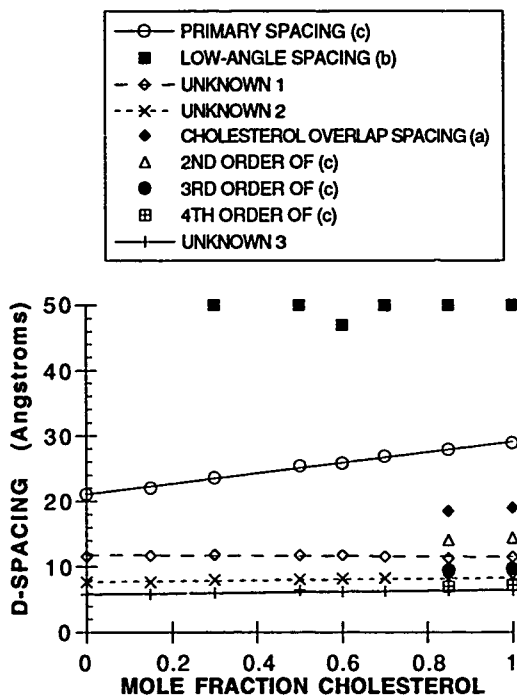 PRIMARY SPACING (c)
LOW-ANGLE SPACING (b)
UNKNOWN 1
UNKNOWN 2
CHOLESTEROL OVERLAP SPACING (a)
2ND ORDER OF (c)
3RD ORDER OF (c)
4TH ORDER OF (c)
UNKNOWN 3
D-SPACING (Angstroms)
50
40
30
20
10
0
0 0.2 0.4 0.6 0.8 1
MOLE FRACTION CHOLESTEROL